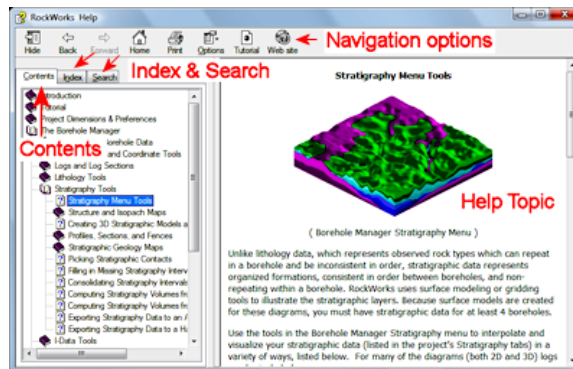 RockWorks Help
Hide Back Forward Home Print Options Tutorial Web site
Navigation options
Contents Index Search
Index & Search
Introduction
Tutorial
Project Dimensions & Preferences
The Borehole Manager
Contents
orehole Data
and Coordinate Tools
Logs and Log Sections
Lithology Tools
Stratigraphy Tools
Stratigraphy Menu Tools
Structure and Isopach Maps
Creating 3D Stratigraphic Models a
Profiles, Sections, and Fences
Stratigraphic Geology Maps
Picking Stratigraphic Contacts
Filling in Missing Stratigraphy Interv
Consolidating Stratigraphy Intervals
Computing Stratigraphy Volumes fr
Computing Stratigraphy Volumes fr
Exporting Stratigraphy Data to an
Exporting Stratigraphy Data to a
I-Data Tools
Stratigraphy Menu Tools
Help Topic
( Borehole Manager Stratigraphy Menu )
Unlike lithology data, which represents observed rock types which can repeat
in a borehole and be inconsistent in order, stratigraphic data represents
organized formations, consistent in order between boreholes, and non-
repeating within a borehole. RockWorks uses surface modeling or gridding
tools to illustrate the stratigraphic layers. Because surface models are created
for these diagrams, you must have stratigraphic data for at least 4 boreholes.
Use the tools in the Borehole Manager Stratigraphy menu to interpolate and
visualize your stratigraphic data (listed in the project's Stratigraphy tabs) in a
variety of ways, listed below. For many of the diagrams (both 2D and 3D) logs